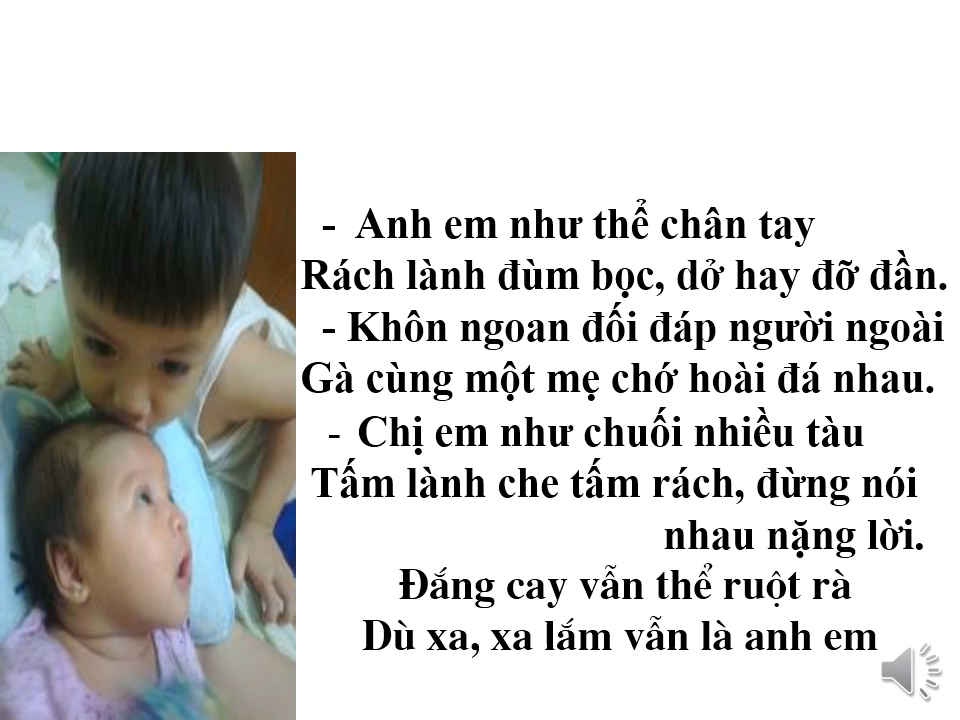 - Anh em như thể chân tay
Rách lành đùm bọc, dở hay đỡ đần.
- Khôn ngoan đối đáp người ngoài
Gà cùng một mẹ chớ hoài đá nhau.
- Chị em như chuối nhiều tàu
Tấm lành che tấm rách, đừng nói
nhau nặng lời.
Đắng cay vẫn thể ruột rà
Dù xa, xa lắm vẫn là anh em